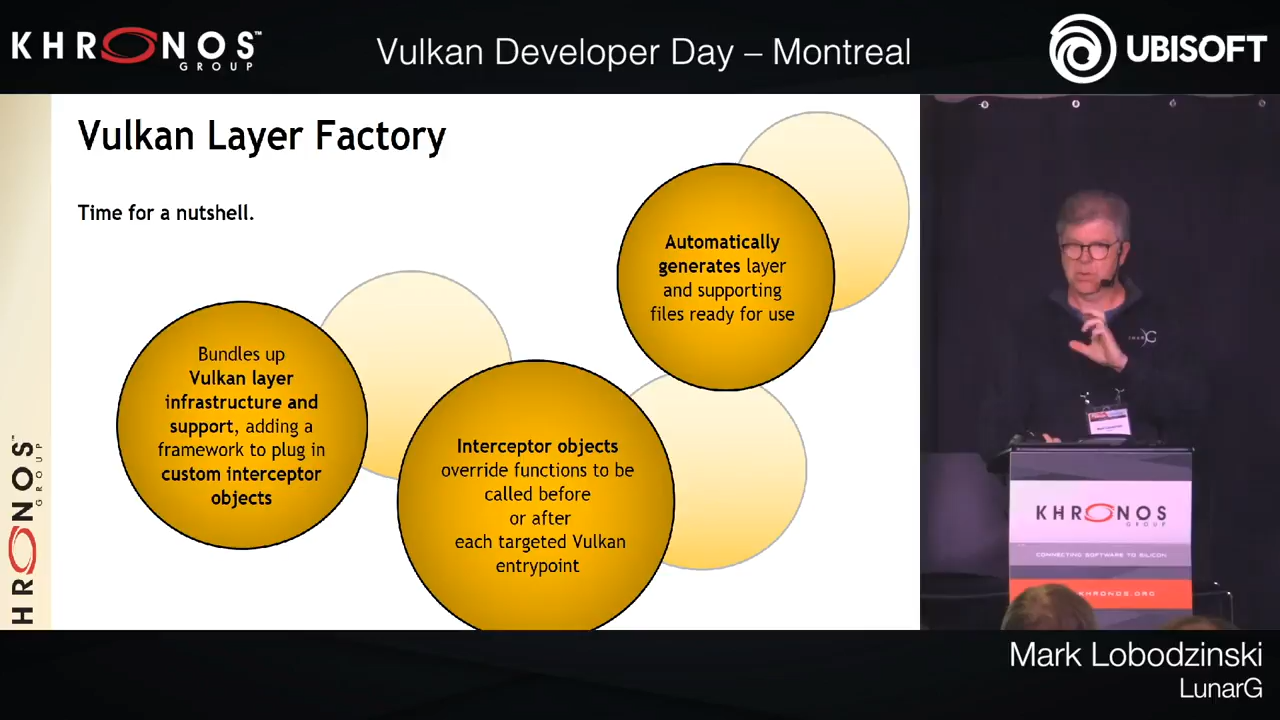 KHRONOS™
GROUP
Vulkan Developer Day – Montreal
UBISOFT
Vulkan Layer Factory
Time for a nutshell.
Automatically
generates layer
and supporting
files ready for use
Bundles up
Vulkan layer
infrastructure and
support, adding a
framework to plug in
custom interceptor
objects
Interceptor objects
override functions to be
called before
or after
each targeted Vulkan
entrypoint
KHRONOS™
GROUP
KHRONOS
GROUP
CONNECTING SOFTWARE TO SILICON
KHRONOS.ORG
Mark Lobodzinski
LunarG